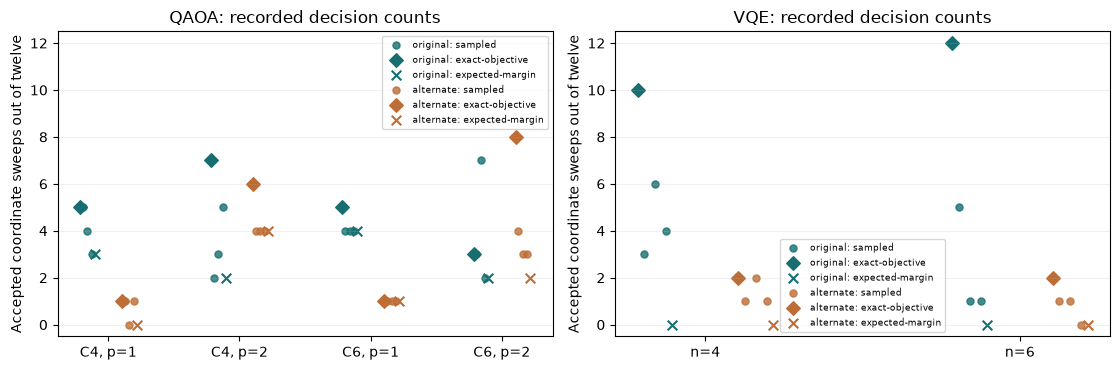 QAOA: recorded decision counts
Accepted coordinate sweeps out of twelve
12
10
8
6
4
2
0
original: sampled
original: exact-objective
original: expected-margin
alternate: sampled
alternate: exact-objective
alternate: expected-margin
C4, p=1
C4, p=2
C6, p=1
C6, p=2
VQE: recorded decision counts
Accepted coordinate sweeps out of twelve
12
10
8
6
4
2
0
original: sampled
original: exact-objective
original: expected-margin
alternate: sampled
alternate: exact-objective
alternate: expected-margin
n=4
n=6